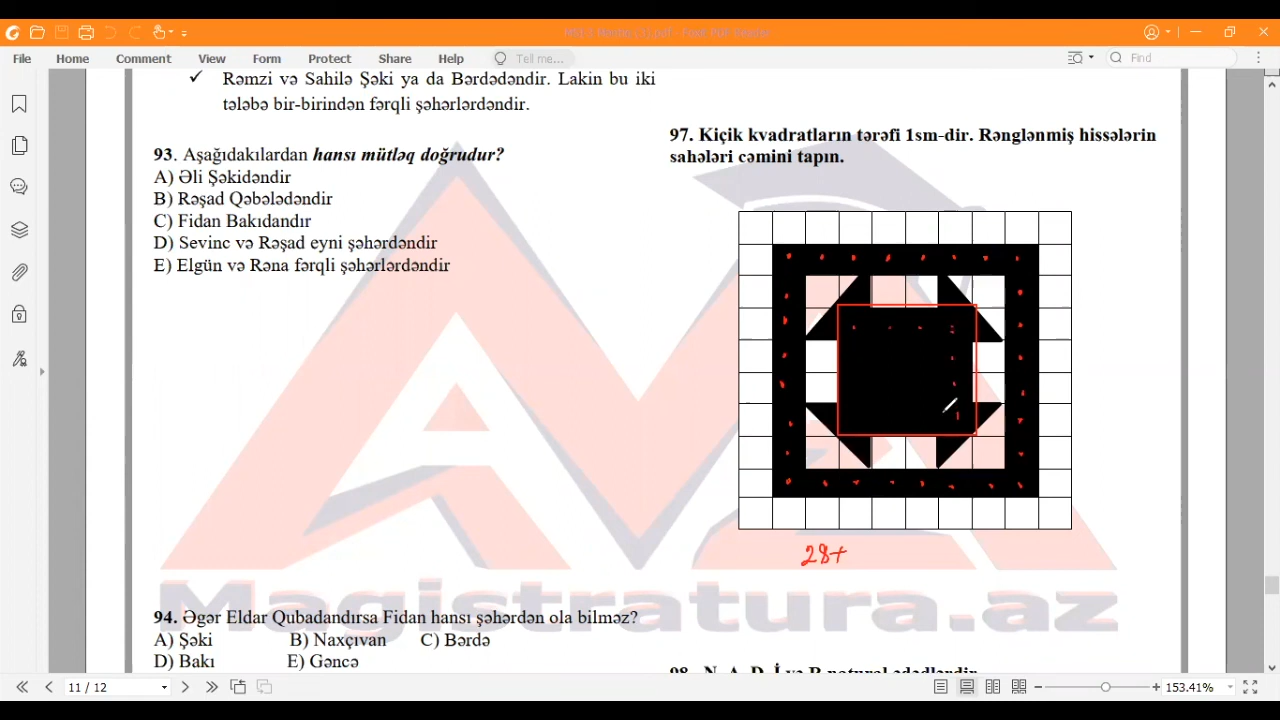 File Home Comment View Form Protect Share Help Tell me... Find
Rəmzi və Sahilə Şəki ya da Bərdədəndir. Lakin bu iki
tələbə bir-birindən fərqli şəhərlərdəndir.
93. Aşağıdakılardan hansı mütləq doğrudur?
A) Əli Şəkidəndir
B) Rəşad Qəbələdəndir
C) Fidan Bakıdandır
D) Sevinc və Rəşad eyni şəhərdəndir
E) Elgün və Rəna fərqli şəhərlərdəndir
94. Əgər Eldar Qubadandırsa Fidan hansı şəhərdən ola bilməz?
A) Şəki B) Naxçıvan C) Bərdə
D) Bakı E) Gəncə
97. Kiçik kvadratların tərəfi 1sm-dir. Rənglənmiş hissələrin
sahələri cəmini tapın.
28+
98. N, A, D, İ və R natural ədədlərdir.
Magistratura.az
11 / 12
153.41%